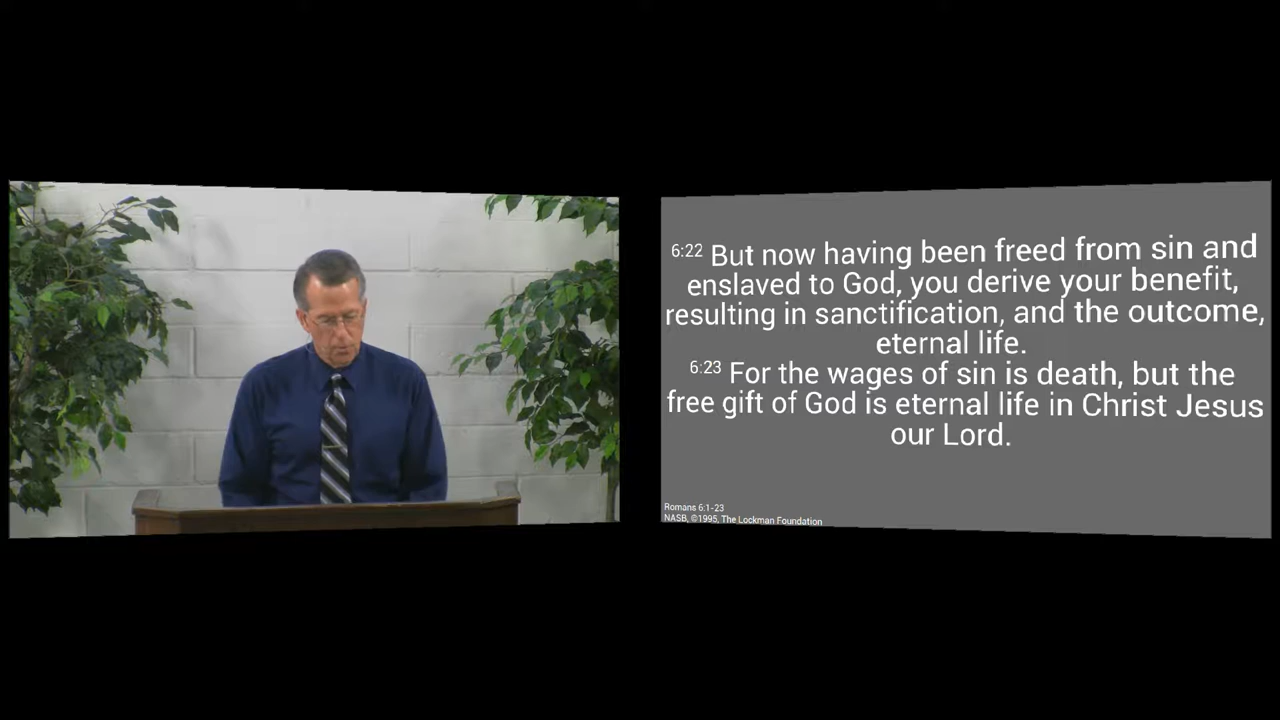 6:22 But now having been freed from sin and
enslaved to God, you derive your benefit,
resulting in sanctification, and the outcome,
eternal life.
6:23 For the wages of sin is death, but the
free gift of God is eternal life in Christ Jesus
our Lord.
Romans 6:1-23
NASB, ©1995, The Lockman Foundation